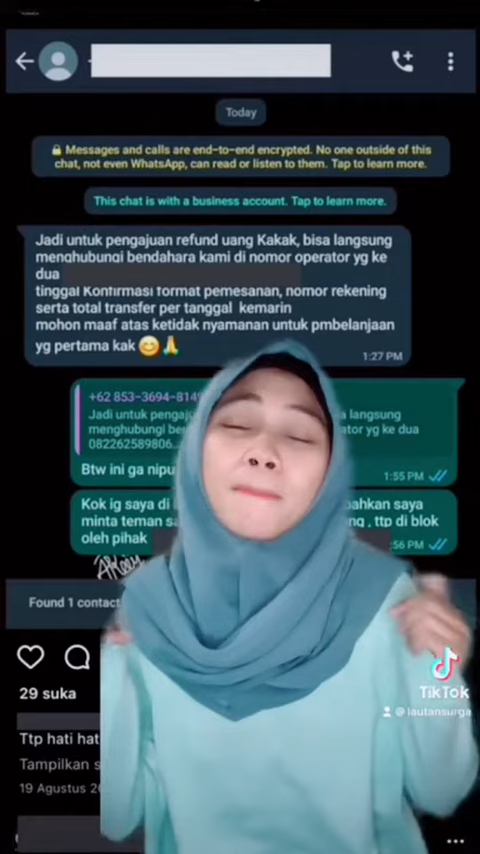 Today
Messages and calls are end-to-end encrypted. No one outside of this
chat, not even WhatsApp, can read or listen to them. Tap to learn more.
This chat is with a business account. Tap to learn more.
Jadi untuk pengajuan refund uang Kakak, bisa langsung
menghubungi bendahara kami di nomor operator yg ke
dua
tinggal Konfirmasi format pemesanan, nomor rekening
serta total transfer per tanggal kemarin
mohon maaf atas ketidak nyamanan untuk pmbelanjaan
yg pertama kak 😊🙏
1:27 PM
+62 853-3694-814
Jadi untuk langsung
menghubungi ator yg ke
dua
082262589806...
Btw ini ga 1:55 PM
Kok ig saya di bahkan saya
minta teman , ttp di blok
oleh pihak :56 PM
Found 1 contact
29 suka
TikTok
@lautansurga
Ttp hati
Tampilkan
19 Agustus